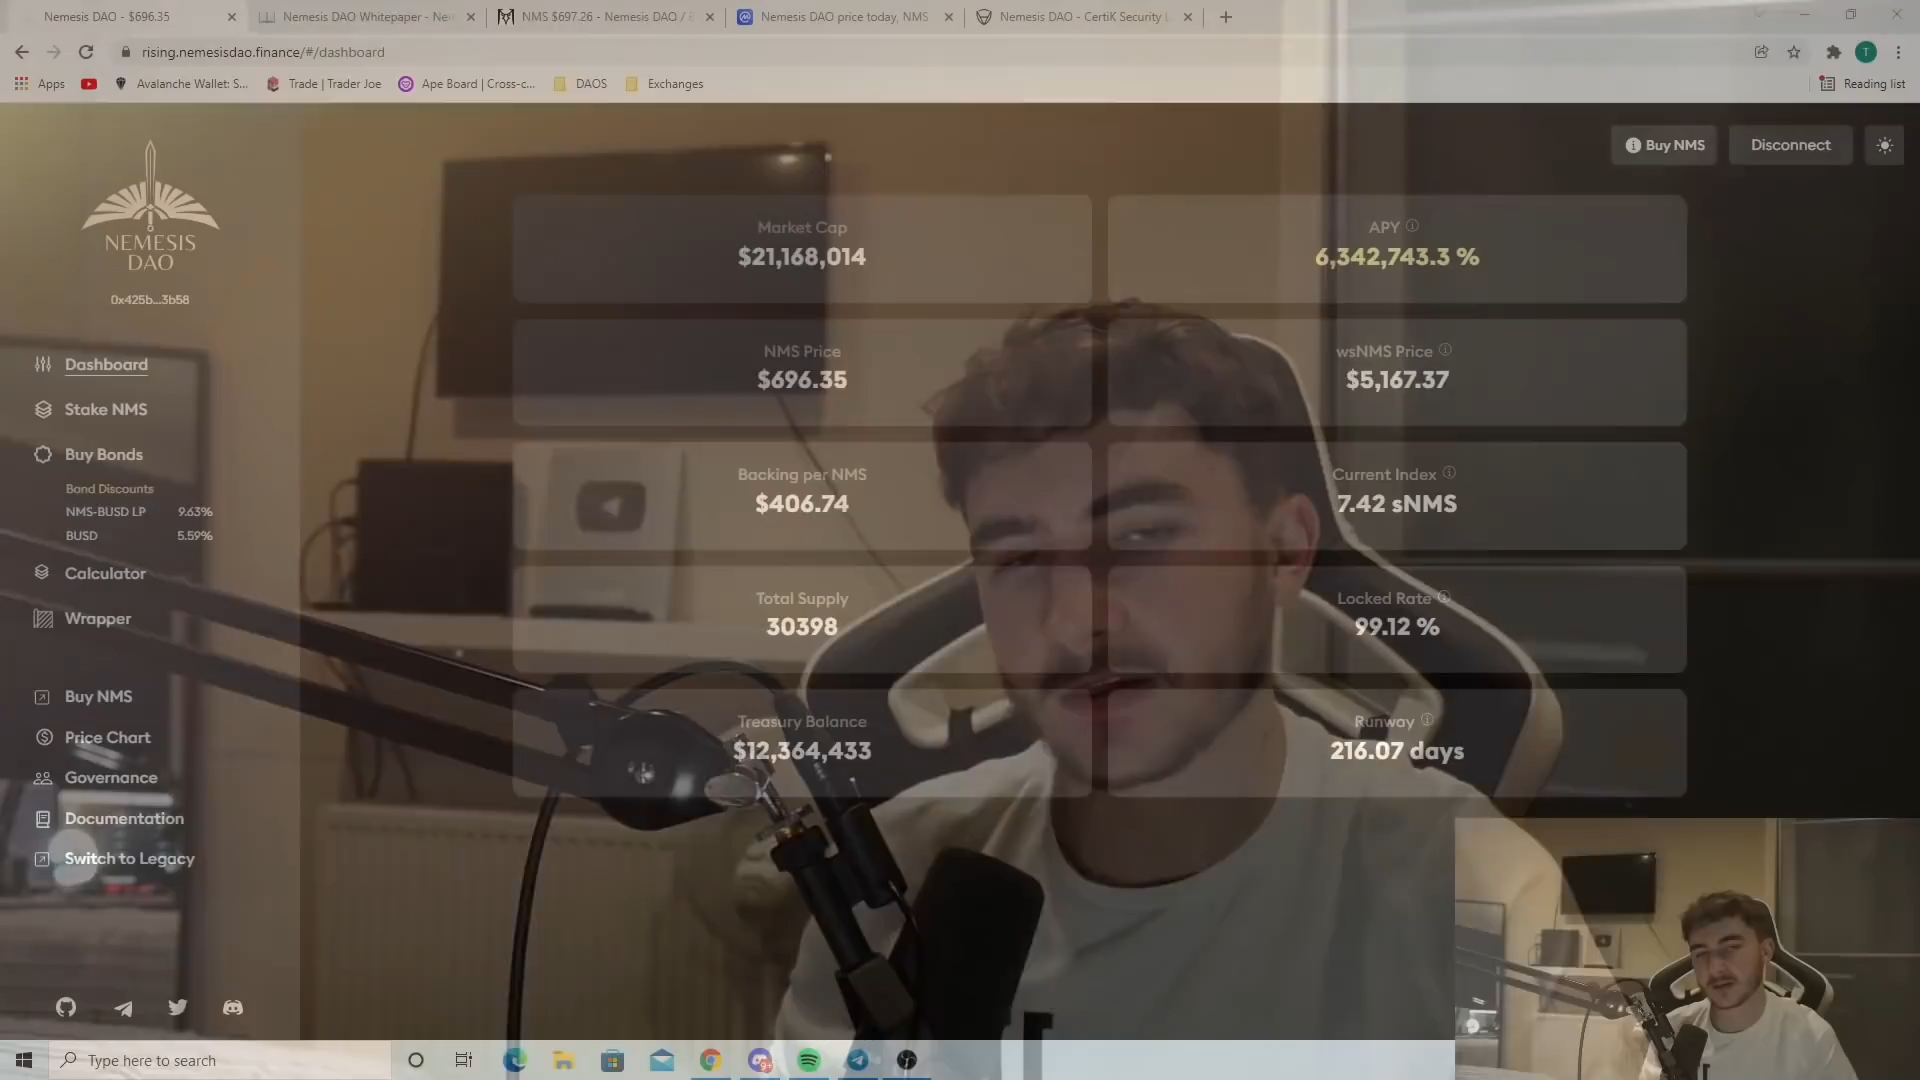 Nemesis DAO - $696.35
Nemesis DAO Whitepaper - Ne
NMS $697.26 - Nemesis DAO /
Nemesis DAO price today, NMS
Nemesis DAO - CertiK Security
rising.nemesisdao.finance/#/dashboard
T
Apps
Avalanche Wallet: S...
Trade | Trader Joe
Ape Board | Cross-c...
DAOS
Exchanges
Reading list
NEMESIS
DAO
0x425b...3b58
Buy NMS
Disconnect
Dashboard
Stake NMS
Buy Bonds
Bond Discounts
NMS-BUSD LP 9.63%
BUSD 5.59%
Calculator
Wrapper
Buy NMS
Price Chart
Governance
Documentation
Switch to Legacy
Market Cap
$21,168,014
APY
6,342,743.3 %
NMS Price
$696.35
wsNMS Price
$5,167.37
Backing per NMS
$406.74
Current Index
7.42 sNMS
Total Supply
30398
Locked Rate
99.12 %
Treasury Balance
$12,364,433
Runway
216.07 days
Type here to search
9+